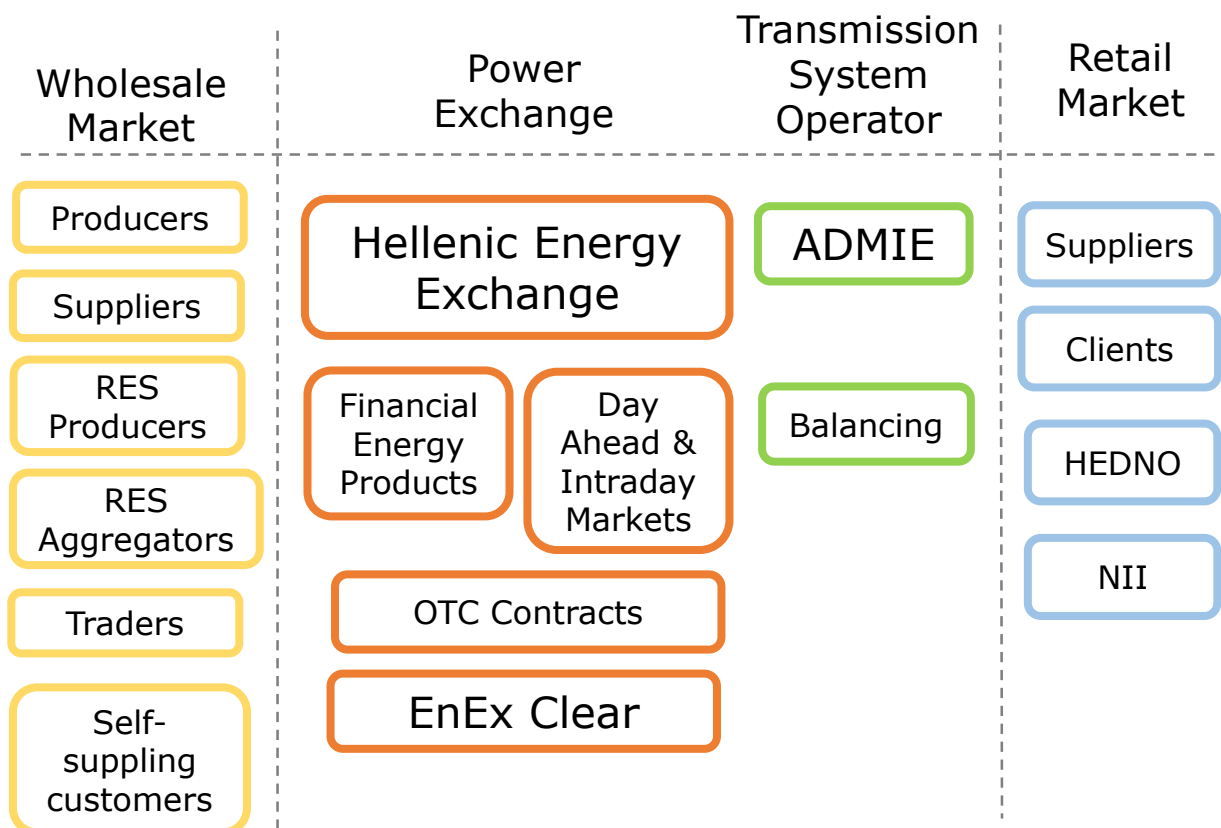 Wholesale
Market
Power
Exchange
Transmission
System
Operator
Retail
Market
Producers
Suppliers
RES
Producers
RES
Aggregators
Traders
Self-
suppling
customers
Hellenic Energy
Exchange
Financial
Energy
Products
Day
Ahead &
Intraday
Markets
OTC Contracts
EnEx Clear
ADMIE
Balancing
Suppliers
Clients
HEDNO
NII